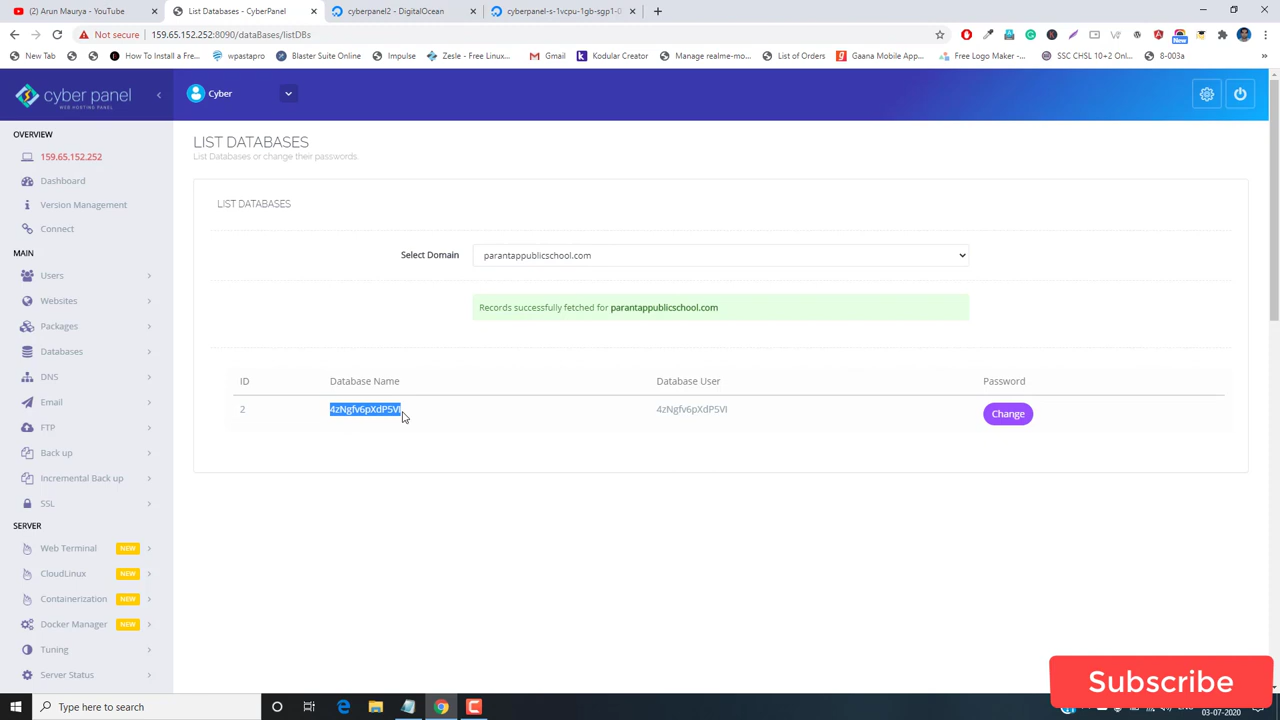 (2) Arun Maurya - YouTube
List Databases - CyberPanel
cyberpanel2 - DigitalOcean
cyberpanel-s-1vcpu-1gb-sgp1-0
Not secure
159.65.152.252:8090/dataBases/listDBs
New
New Tab
How To Install a Fre...
wpastapro
Blaster Suite Online
Zesle - Free Linux...
Impulse
Gmail
Kodular Creator
Manage realme-mo...
List of Orders
Gaana Mobile App...
Free Logo Maker -...
SSC CHSL 10+2 Onl...
8-003a
»
cyber panel
WEB HOSTING PANEL
Cyber
OVERVIEW
159.65.152.252
Dashboard
Version Management
Connect
MAIN
Users
Websites
Packages
Databases
DNS
Email
FTP
Back up
Incremental Back up
SSL
SERVER
Web Terminal NEW
CloudLinux NEW
Containerization NEW
Docker Manager NEW
Tuning
Server Status
LIST DATABASES
List Databases or change their passwords.
LIST DATABASES
Select Domain
parantappublicschool.com
Records successfully fetched for parantappublicschool.com
ID Database Name Database User Password
2 4zNgfv6pXdP5VI 4zNgfv6pXdP5VI Change
Subscribe
Type here to search
03-07-2020